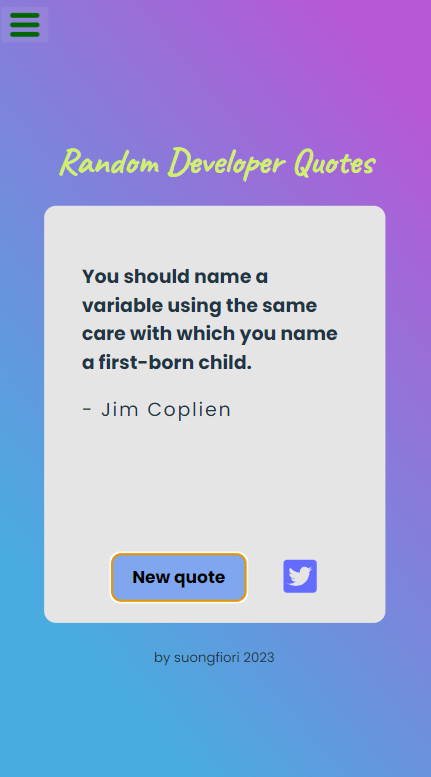 Random Developer Quotes
You should name a
variable using the same
care with which you name
a first-born child.
- Jim Coplien
New quote
by suongfiori 2023